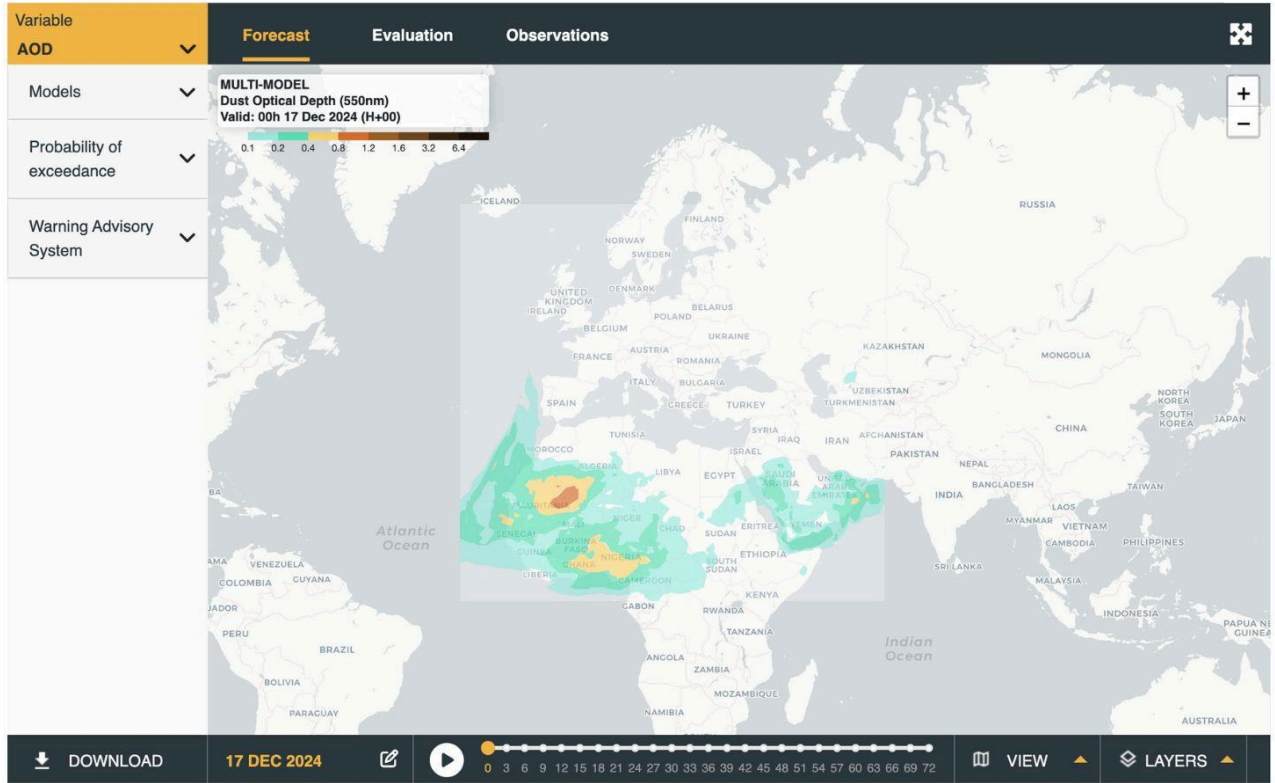 Variable
AOD
Forecast
Evaluation
Observations
Models
Probability of
exceedance
Warning Advisory
System
MULTI-MODEL
Dust Optical Depth (550nm)
Valid: 00h 17 Dec 2024 (H+00)
0.1 0.2 0.4 0.8 1.2 1.6 3.2 6.4
+
−
ICELAND
RUSSIA
FINLAND
NORWAY
SWEDEN
UNITED
KINGDOM
DENMARK
IRELAND
BELARUS
POLAND
BELGIUM
UKRAINE
FRANCE
AUSTRIA
ROMANIA
KAZAKHSTAN
MONGOLIA
ITALY
BULGARIA
UZBEKISTAN
TURKMENISTAN
NORTH
KOREA
SOUTH
KOREA
JAPAN
SPAIN
GREECE
TURKEY
TUNISIA
SYRIA
IRAQ
IRAN
AFGHANISTAN
CHINA
MOROCCO
ISRAEL
PAKISTAN
ALGERIA
LIBYA
EGYPT
SAUDI
ARABIA
NEPAL
UNITED
ARAB
EMIRATES
BANGLADESH
TAIWAN
INDIA
MAURITANIA
LAOS
MYANMAR
VIETNAM
MALI
NIGER
CHAD
SUDAN
ERITREA
YEMEN
Atlantic
Ocean
SENEGAL
BURKINA
FASO
CAMBODIA
PHILIPPINES
GUINEA
NIGERIA
ETHIOPIA
GHANA
SOUTH
SUDAN
SRI LANKA
VENEZUELA
LIBERIA
CAMEROON
COLOMBIA
GUYANA
MALAYSIA
KENYA
GABON
RWANDA
INDONESIA
UADOR
PAPUA NE
GUINEA
PERU
TANZANIA
Indian
Ocean
BRAZIL
ANGOLA
ZAMBIA
BOLIVIA
MOZAMBIQUE
PARAGUAY
NAMIBIA
AUSTRALIA
DOWNLOAD
17 DEC 2024
0 3 6 9 12 15 18 21 24 27 30 33 36 39 42 45 48 51 54 57 60 63 66 69 72
VIEW
LAYERS